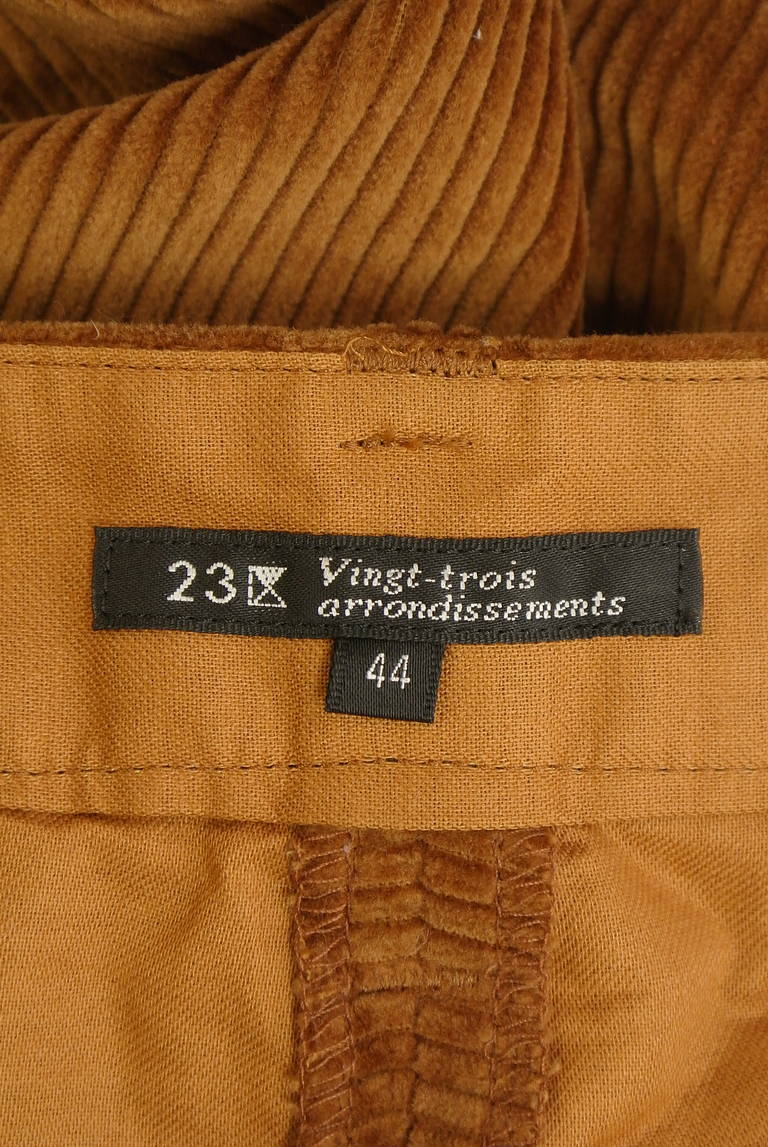 23 Vingt-trois
arrondissements
44